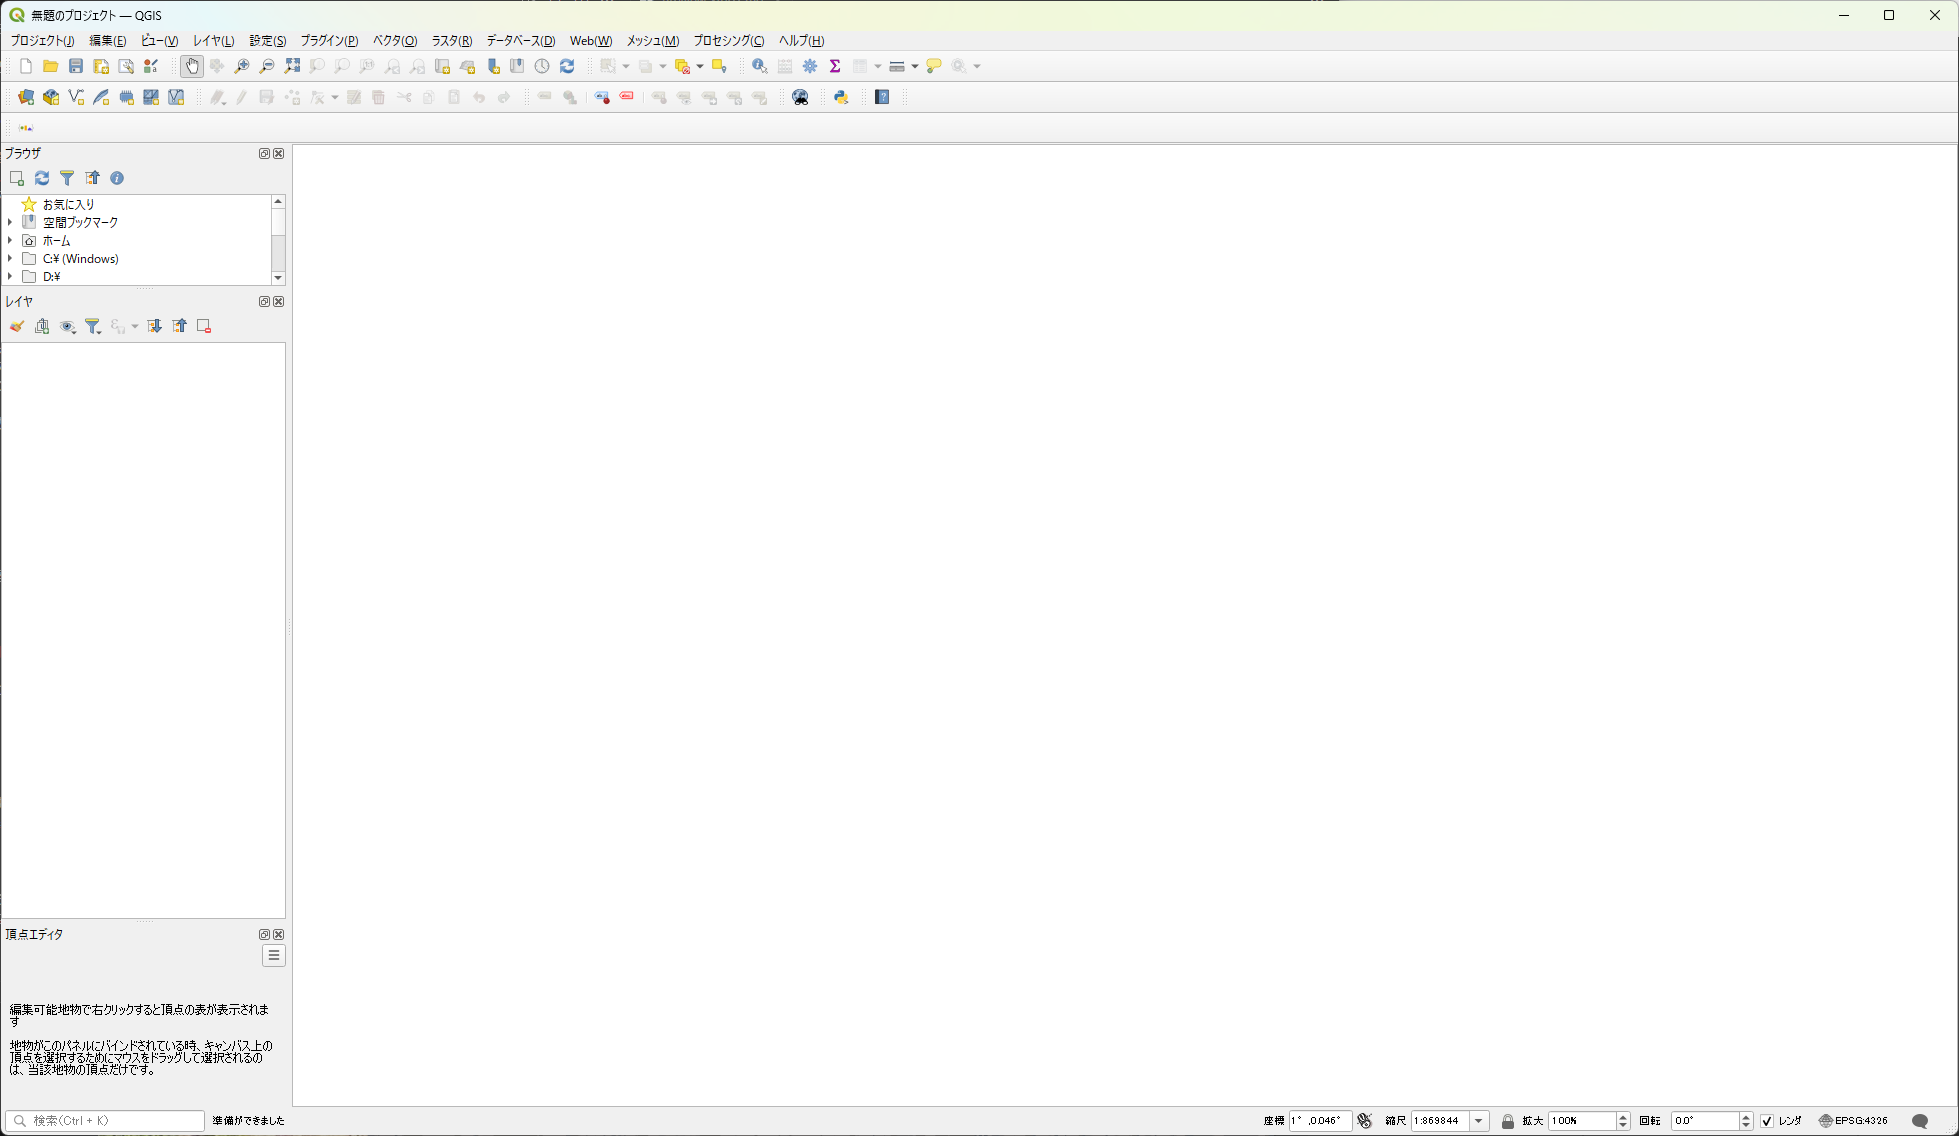 無題のプロジェクト — QGIS
プロジェクト(J) 編集(E) ビュー(V) レイヤ(L) 設定(S) プラグイン(P) ベクタ(O) ラスタ(R) データベース(D) Web(W) メッシュ(M) プロセシング(C) ヘルプ(H)
ブラウザ
お気に入り
空間ブックマーク
ホーム
C:¥ (Windows)
D:¥
レイヤ
頂点エディタ
編集可能地物で右クリックすると頂点の表が表示されま
す
地物がこのパネルにバインドされている時、キャンバス上の
頂点を選択するためにマウスをドラッグして選択されるの
は、当該地物の頂点だけです。
検索(Ctrl + K) 準備ができました 座標 1° ,0.046° 縮尺 1:869844 拡大 100% 回転 0.0° レンダ EPSG:4326